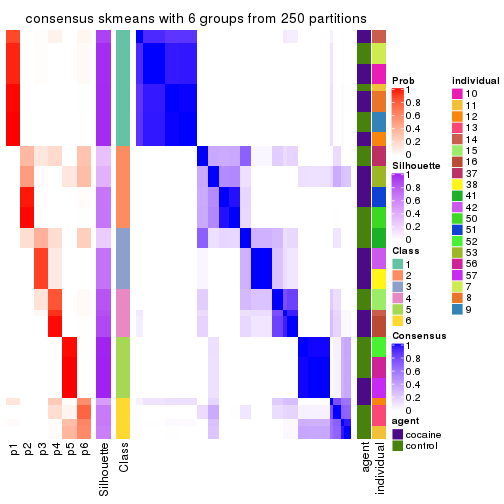 consensus skmeans with 6 groups from 250 partitions
p1
p2
p3
p4
p5
p6
Silhouette
Class
agent
individual
Prob
1
0.8
0.6
0.4
0.2
0
Silhouette
1
0.8
0.6
0.4
0.2
0
Class
1
2
3
4
5
6
Consensus
1
0.8
0.6
0.4
0.2
0
agent
cocaine
control
individual
10
11
12
13
14
15
16
37
38
41
42
50
51
52
53
56
57
7
8
9